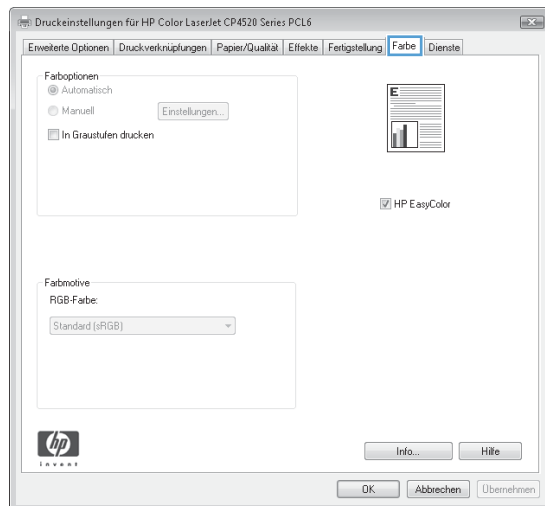 Druckeinstellungen für HP Color LaserJet CP4520 Series PCL6
Erweiterte Optionen Druckverknüpfungen Papier/Qualität Effekte Fertigstellung Farbe Dienste
Farboptionen
Automatisch
Manuell Einstellungen...
In Graustufen drucken
E
HP EasyColor
Farbmotive
RGB-Farbe:
Standard (sRGB)
hp
invent
Info... Hilfe
OK Abbrechen Übernehmen